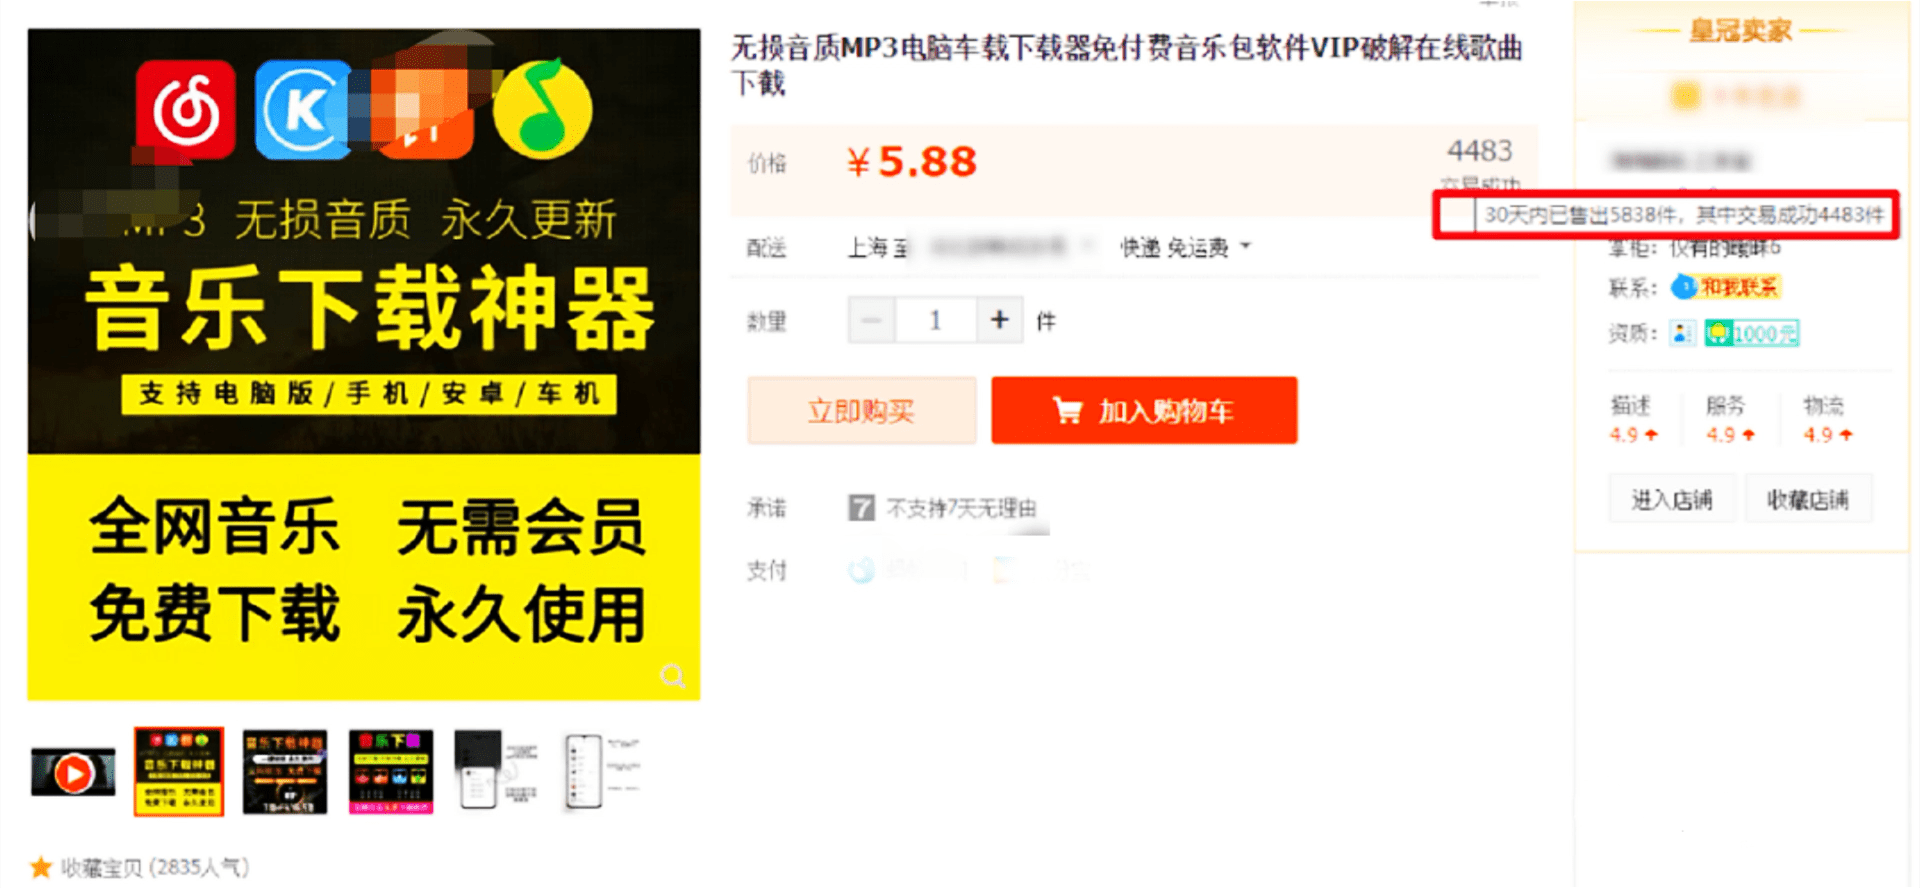 无损音质MP3电脑车载下载器免付费音乐包软件VIP破解在线歌曲
下载
皇冠卖家
K
无损音质 永久更新
音乐下载神器
支持电脑版/手机/安卓/车机
全网音乐 无需会员
免费下载 永久使用
价格 ¥5.88
4483
交易成功
30天内已售出5838件，其中交易成功4483件
配送 上海 至 快递 免运费
数量 1 + 件
立即购买 加入购物车
承诺 7 不支持7天无理由
支付
掌柜：仅有的暧昧6
联系：和我联系
资质：1000元
描述 服务 物流
4.9 4.9 4.9
进入店铺 收藏店铺
音乐下载神器
收藏宝贝 (2835人气)